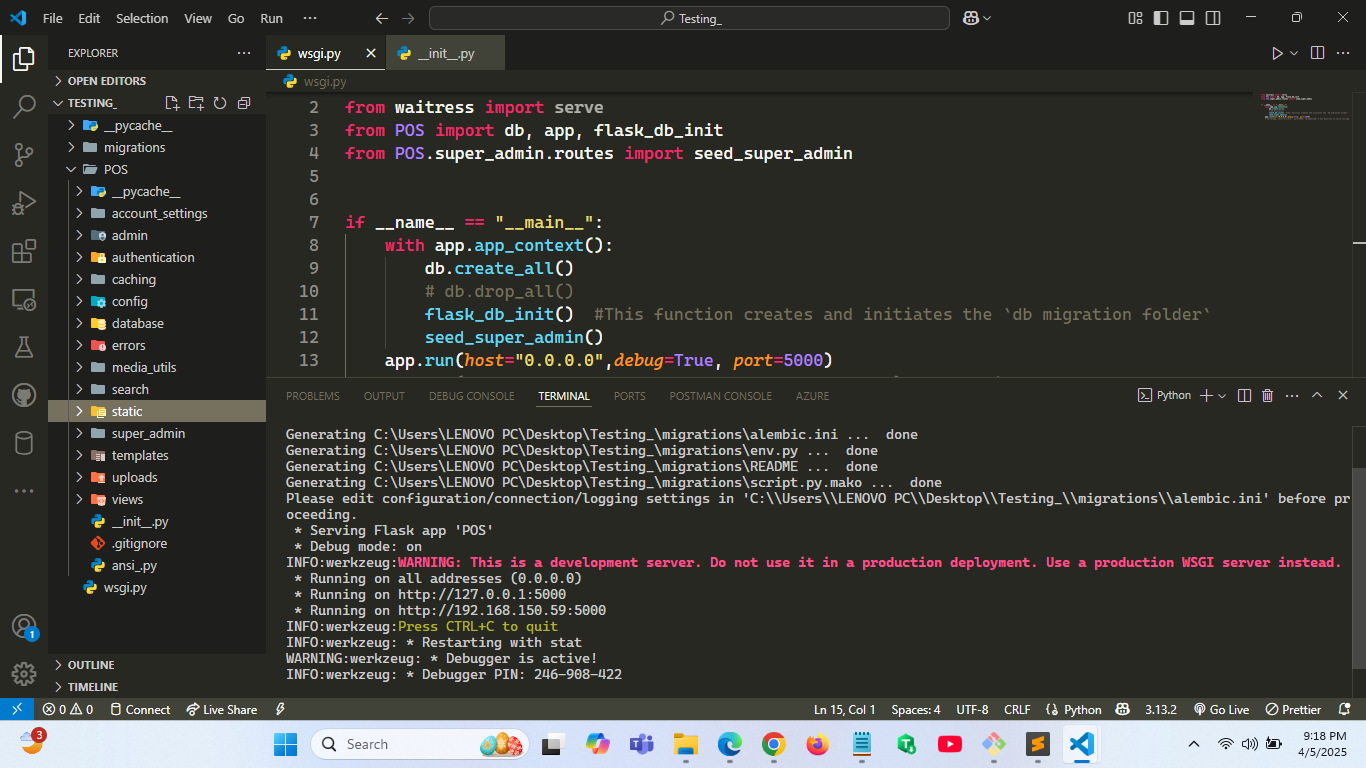 File Edit Selection View Go Run ··· Testing_
EXPLORER ···
OPEN EDITORS
TESTING_
__pycache__
migrations
POS
__pycache__
account_settings
admin
authentication
caching
config
database
errors
media_utils
search
static
super_admin
templates
uploads
views
__init__.py
.gitignore
ansi_.py
wsgi.py
OUTLINE
TIMELINE
1
wsgi.py __init__.py
wsgi.py
2 from waitress import serve
3 from POS import db, app, flask_db_init
4 from POS.super_admin.routes import seed_super_admin
5
6
7 if __name__ == "__main__":
8 with app.app_context():
9 db.create_all()
10 # db.drop_all()
11 flask_db_init() #This function creates and initiates the `db migration folder`
12 seed_super_admin()
13 app.run(host="0.0.0.0",debug=True, port=5000)
PROBLEMS OUTPUT DEBUG CONSOLE TERMINAL PORTS POSTMAN CONSOLE AZURE Python
Generating C:\Users\LENOVO PC\Desktop\Testing_\migrations\alembic.ini ... done
Generating C:\Users\LENOVO PC\Desktop\Testing_\migrations\env.py ... done
Generating C:\Users\LENOVO PC\Desktop\Testing_\migrations\README ... done
Generating C:\Users\LENOVO PC\Desktop\Testing_\migrations\script.py.mako ... done
Please edit configuration/connection/logging settings in 'C:\\Users\\LENOVO PC\\Desktop\\Testing_\\migrations\\alembic.ini' before pr
oceeding.
* Serving Flask app 'POS'
* Debug mode: on
INFO:werkzeug:WARNING: This is a development server. Do not use it in a production deployment. Use a production WSGI server instead.
* Running on all addresses (0.0.0.0)
* Running on http://127.0.0.1:5000
* Running on http://192.168.150.59:5000
INFO:werkzeug:Press CTRL+C to quit
INFO:werkzeug: * Restarting with stat
WARNING:werkzeug: * Debugger is active!
INFO:werkzeug: * Debugger PIN: 246-908-422
0 0 Connect Live Share Ln 15, Col 1 Spaces: 4 UTF-8 CRLF Python 3.13.2 Go Live Prettier
3 Search 9:18 PM
4/5/2025